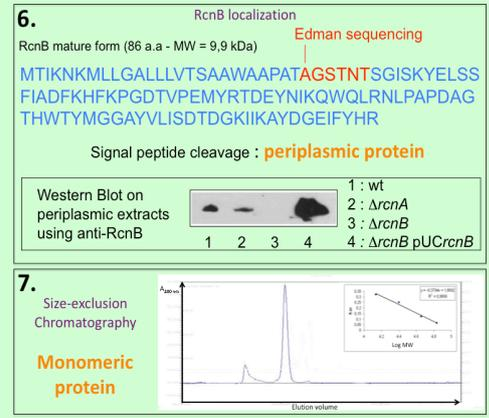 6.
RcnB localization
Edman sequencing
RcnB mature form (86 a.a - MW = 9,9 kDa)
MTIKNKMLLGALLLVTSAAWAAPATAGSTNTSGISKYELSS
FIADFKHFKPGDTVPEMYRTDEYNIKQWQLRNLPAPDAG
THWTYMGGAYVLISDTDGKIIKAYDGEIFYHR
Signal peptide cleavage : periplasmic protein
Western Blot on
periplasmic extracts
using anti-RcnB
1 2 3 4
1 : wt
2 : ΔrcnA
3 : ΔrcnB
4 : ΔrcnB pUCrcnB
7.
Size-exclusion
Chromatography
Monomeric
protein
Log MW
Elution volume